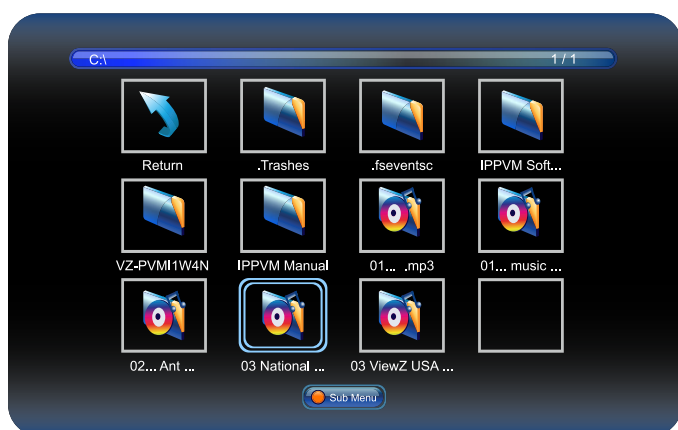 C:\ 1 / 1
Return .Trashes .fseventsc IPPVM Soft...
VZ-PVMI1W4N IPPVM Manual 01... .mp3 01... music ...
02... Ant ... 03 National ... 03 ViewZ USA ...
Sub Menu